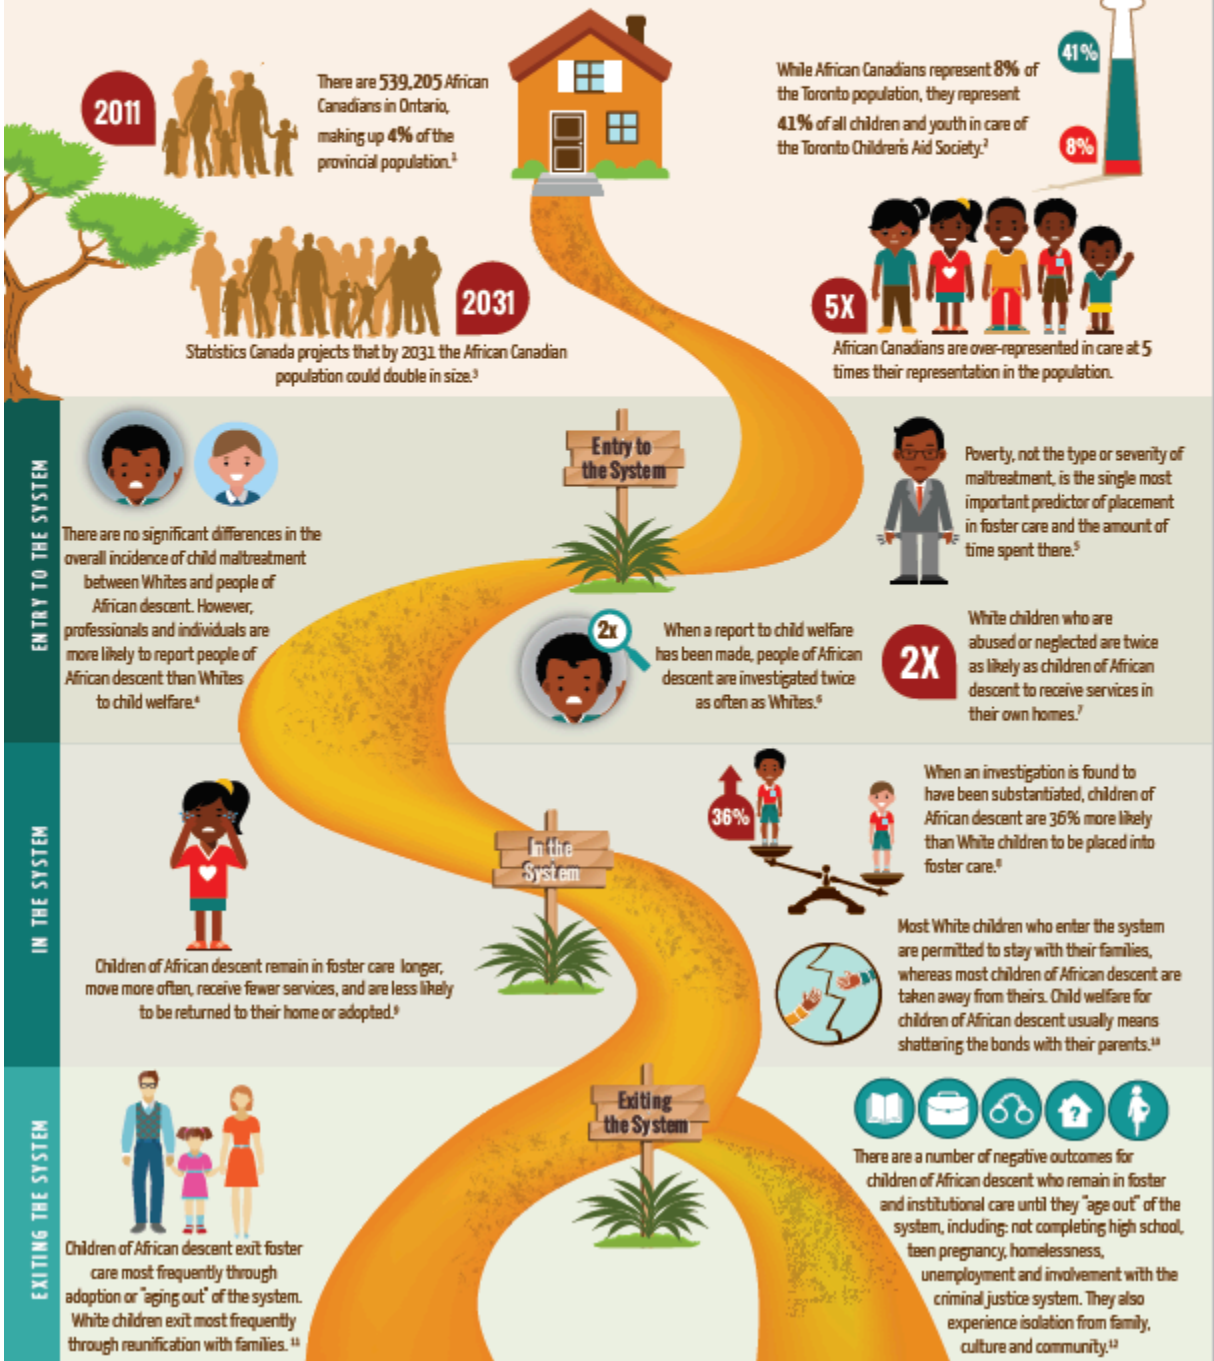 2011
There are 539,205 African
Canadians in Ontario,
making up 4% of the
provincial population.¹
While African Canadians represent 8% of
the Toronto population, they represent
41% of all children and youth in care of
the Toronto Children's Aid Society.²
41%
8%
2031
Statistics Canada projects that by 2031 the African Canadian
population could double in size.³
5X
African Canadians are over-represented in care at 5
times their representation in the population.
ENTRY TO THE SYSTEM
There are no significant differences in the
overall incidence of child maltreatment
between Whites and people of
African descent. However,
professionals and individuals are
more likely to report people of
African descent than Whites
to child welfare.⁴
Entry to
the System
Poverty, not the type or severity of
maltreatment, is the single most
important predictor of placement
in foster care and the amount of
time spent there.⁵
2x
When a report to child welfare
has been made, people of African
descent are investigated twice
as often as Whites.⁶
2X
White children who are
abused or neglected are twice
as likely as children of African
descent to receive services in
their own homes.⁷
IN THE SYSTEM
Children of African descent remain in foster care longer,
move more often, receive fewer services, and are less likely
to be returned to their home or adopted.⁹
In the
System
36%
When an investigation is found to
have been substantiated, children of
African descent are 36% more likely
than White children to be placed into
foster care.⁸
Most White children who enter the system
are permitted to stay with their families,
whereas most children of African descent are
taken away from theirs. Child welfare for
children of African descent usually means
shattering the bonds with their parents.¹⁰
EXITING THE SYSTEM
Children of African descent exit foster
care most frequently through
adoption or "aging out" of the system.
White children exit most frequently
through reunification with families. ¹¹
Exiting
the System
?
There are a number of negative outcomes for
children of African descent who remain in foster
and institutional care until they "age out" of the
system, including: not completing high school,
teen pregnancy, homelessness,
unemployment and involvement with the
criminal justice system. They also
experience isolation from family,
culture and community.¹²